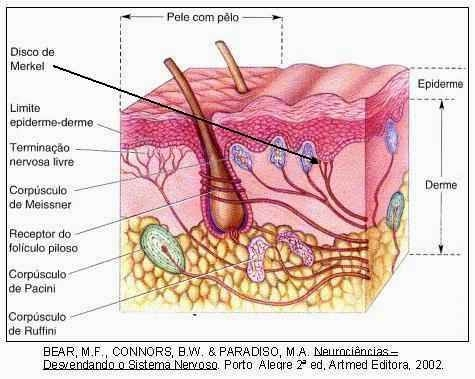 Pele com pêlo
Disco de
Merkel
Epiderme
Limite
epiderme-derme
Terminação
nervosa livre
Derme
Corpúsculo
de Meissner
Receptor do
folículo piloso
Corpúsculo
de Pacini
Corpúsculo
de Ruffini
BEAR, M.F., CONNORS, B.W. & PARADISO, M.A. Neurociências –
Desvendando o Sistema Nervoso. Porto Alegre 2ª ed, Artmed Editora, 2002.